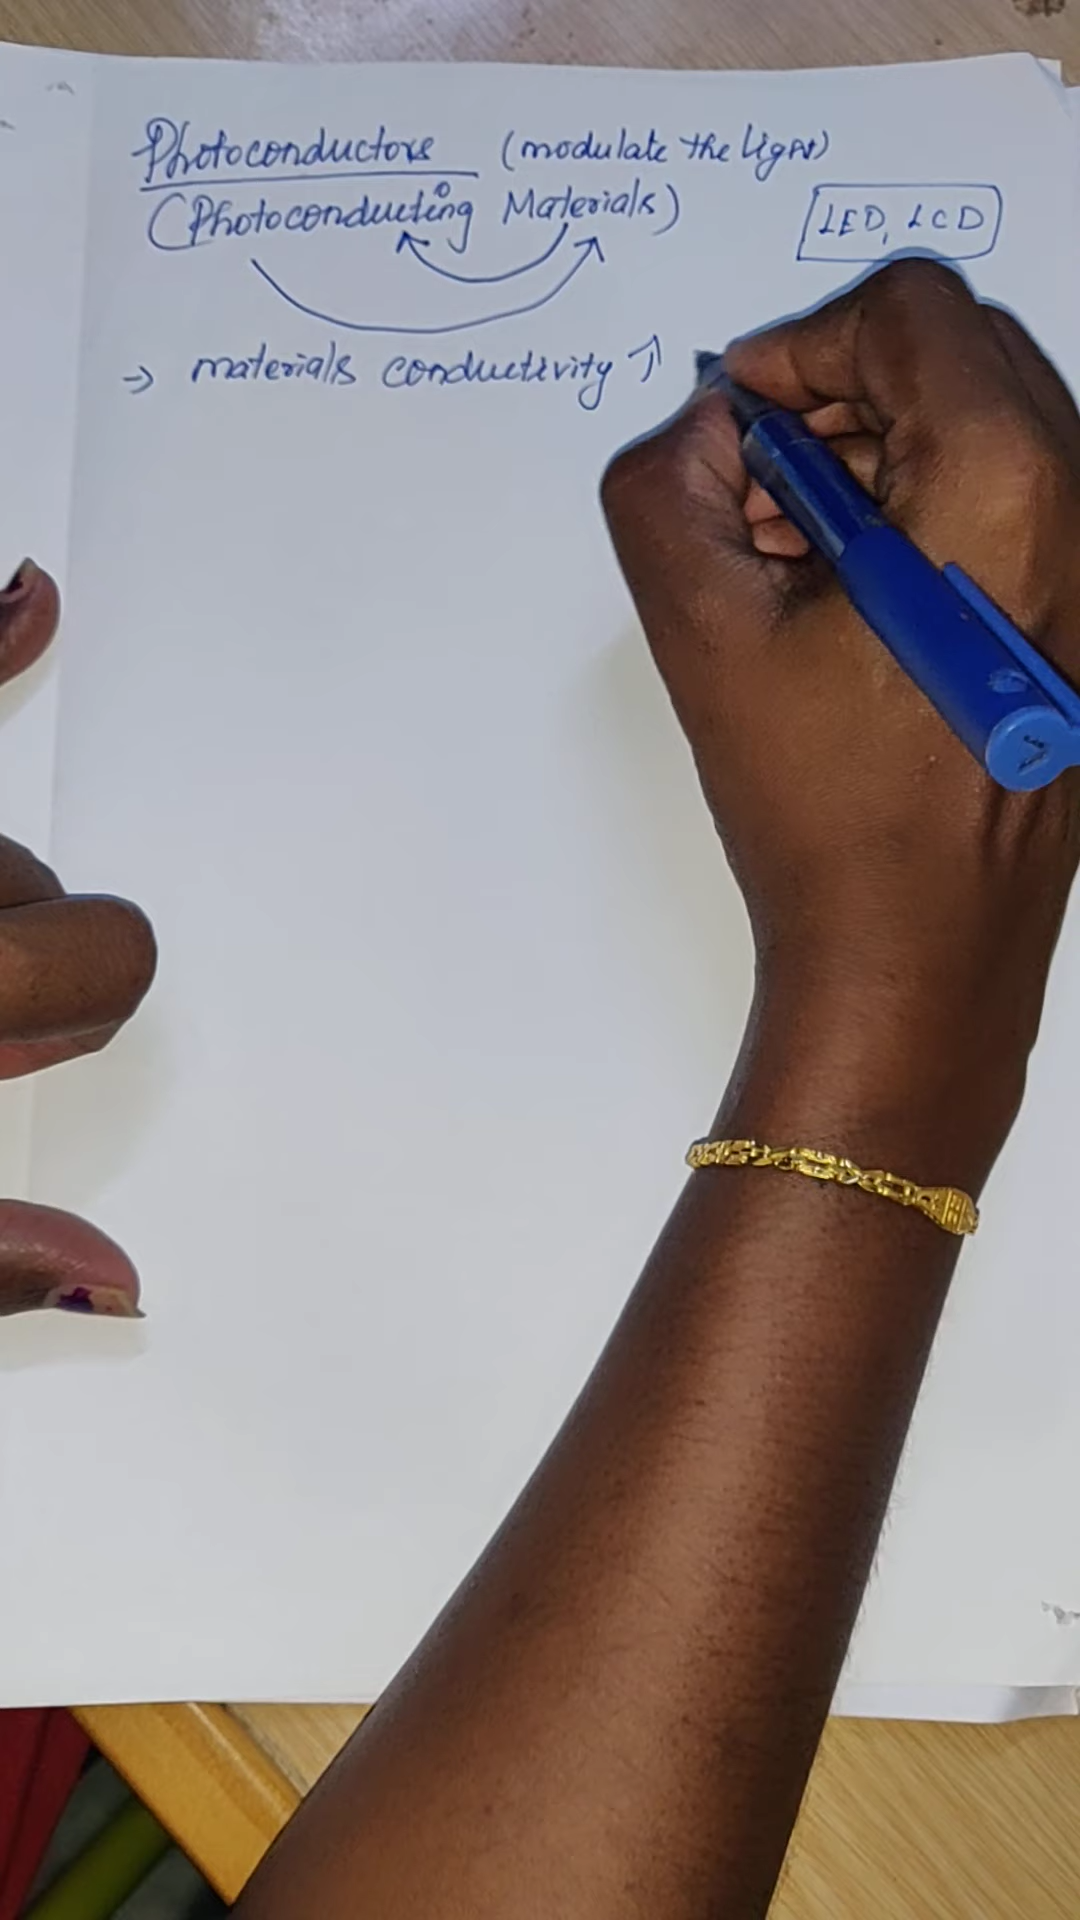 Photoconductors (modulate the light)
(Photoconducting Materials)
LED, LCD
→ materials conductivity ↑